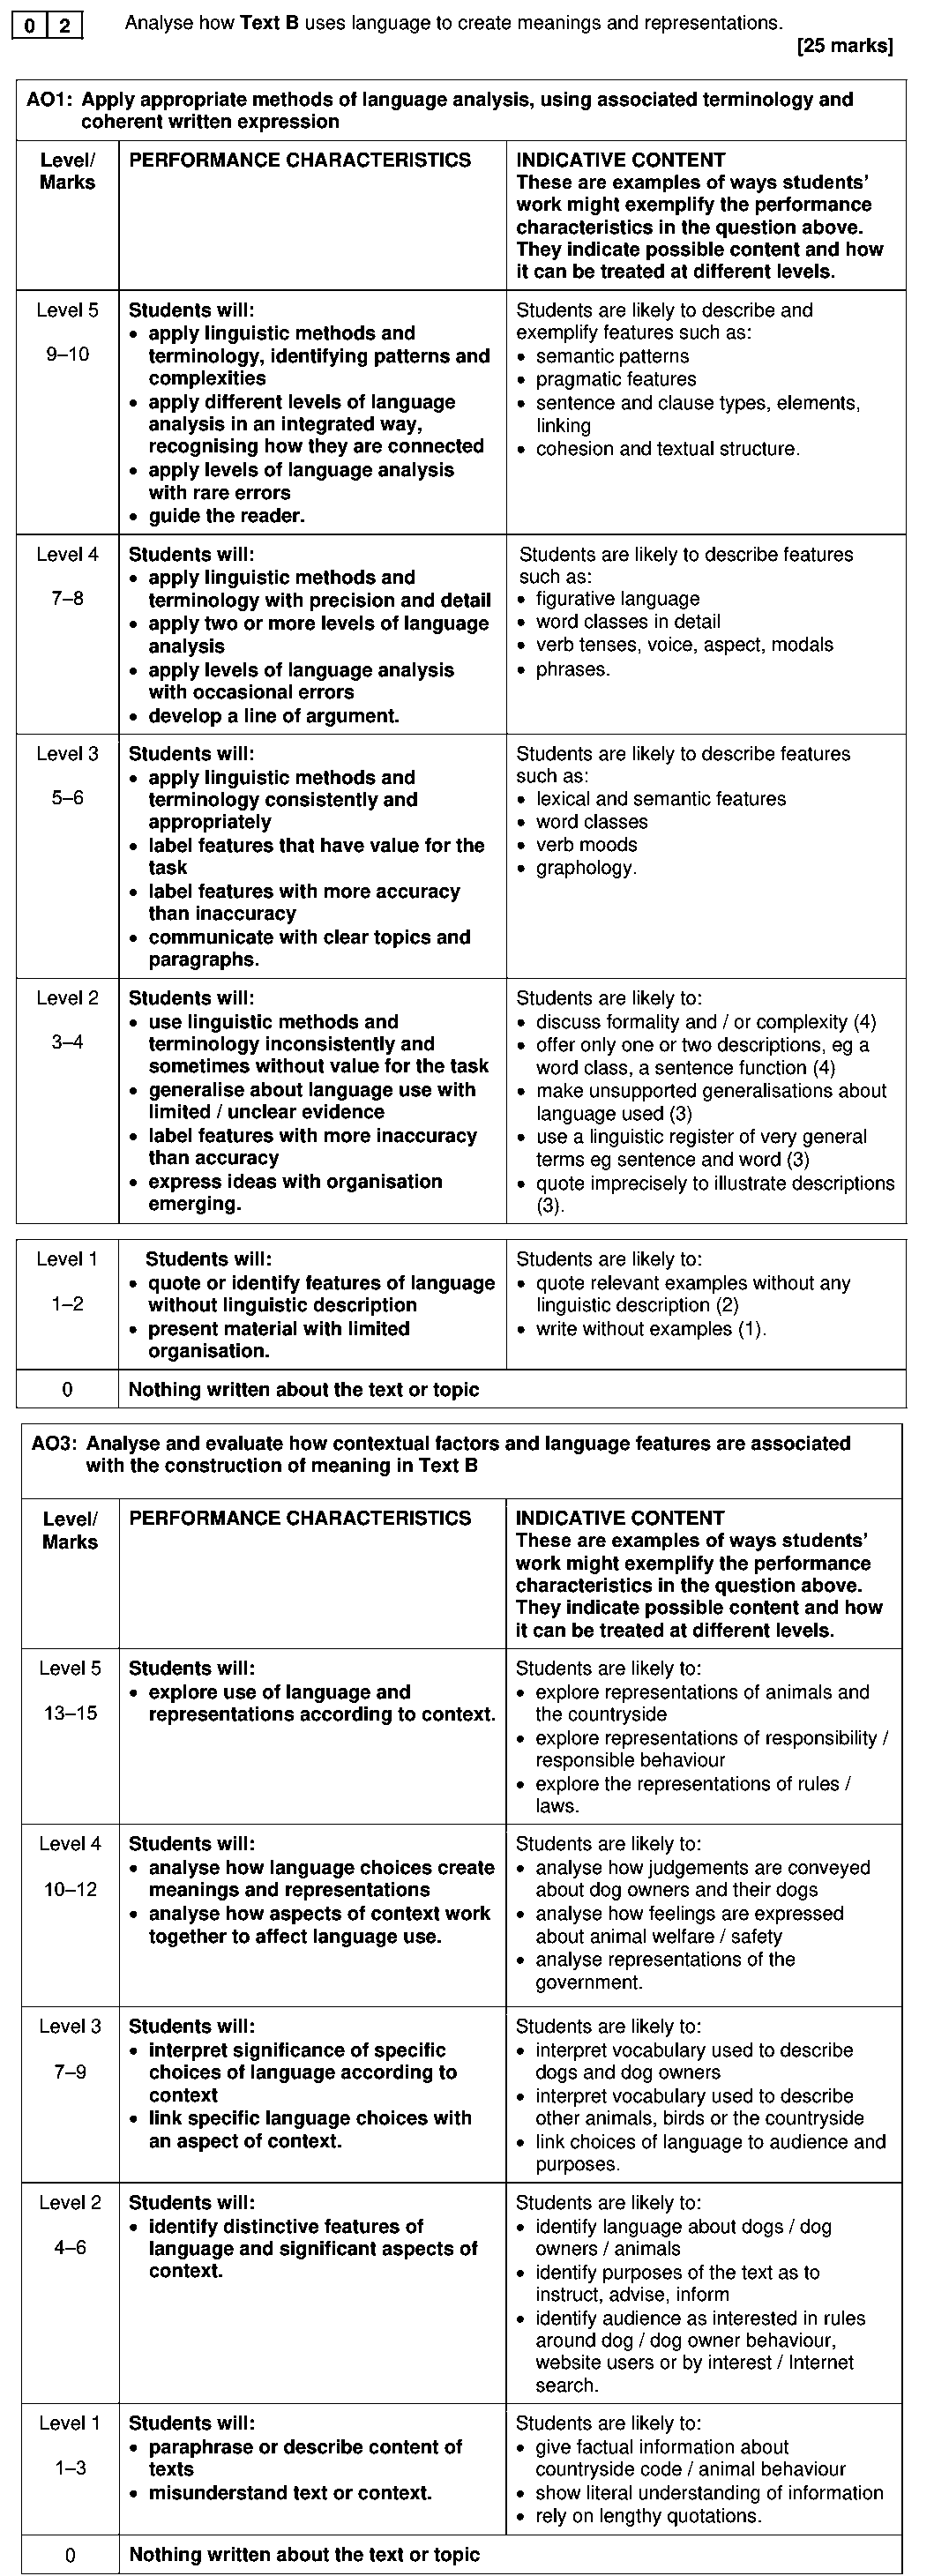 0 2 Analyse how Text B uses language to create meanings and representations.
[25 marks]
AO1: Apply appropriate methods of language analysis, using associated terminology and
coherent written expression
Level/
Marks
PERFORMANCE CHARACTERISTICS
INDICATIVE CONTENT
These are examples of ways students'
work might exemplify the performance
characteristics in the question above.
They indicate possible content and how
it can be treated at different levels.
Level 5
9–10
Students will:
• apply linguistic methods and
terminology, identifying patterns and
complexities
• apply different levels of language
analysis in an integrated way,
recognising how they are connected
• apply levels of language analysis
with rare errors
• guide the reader.
Students are likely to describe and
exemplify features such as:
• semantic patterns
• pragmatic features
• sentence and clause types, elements,
linking
• cohesion and textual structure.
Level 4
7–8
Students will:
• apply linguistic methods and
terminology with precision and detail
• apply two or more levels of language
analysis
• apply levels of language analysis
with occasional errors
• develop a line of argument.
Students are likely to describe features
such as:
• figurative language
• word classes in detail
• verb tenses, voice, aspect, modals
• phrases.
Level 3
5–6
Students will:
• apply linguistic methods and
terminology consistently and
appropriately
• label features that have value for the
task
• label features with more accuracy
than inaccuracy
• communicate with clear topics and
paragraphs.
Students are likely to describe features
such as:
• lexical and semantic features
• word classes
• verb moods
• graphology.
Level 2
3–4
Students will:
• use linguistic methods and
terminology inconsistently and
sometimes without value for the task
• generalise about language use with
limited / unclear evidence
• label features with more inaccuracy
than accuracy
• express ideas with organisation
emerging.
Students are likely to:
• discuss formality and / or complexity (4)
• offer only one or two descriptions, eg a
word class, a sentence function (4)
• make unsupported generalisations about
language used (3)
• use a linguistic register of very general
terms eg sentence and word (3)
• quote imprecisely to illustrate descriptions
(3).
Level 1
1–2
Students will:
• quote or identify features of language
without linguistic description
• present material with limited
organisation.
Students are likely to:
• quote relevant examples without any
linguistic description (2)
• write without examples (1).
0
Nothing written about the text or topic
AO3: Analyse and evaluate how contextual factors and language features are associated
with the construction of meaning in Text B
Level/
Marks
PERFORMANCE CHARACTERISTICS
INDICATIVE CONTENT
These are examples of ways students'
work might exemplify the performance
characteristics in the question above.
They indicate possible content and how
it can be treated at different levels.
Level 5
13–15
Students will:
• explore use of language and
representations according to context.
Students are likely to:
• explore representations of animals and
the countryside
• explore representations of responsibility /
responsible behaviour
• explore the representations of rules /
laws.
Level 4
10–12
Students will:
• analyse how language choices create
meanings and representations
• analyse how aspects of context work
together to affect language use.
Students are likely to:
• analyse how judgements are conveyed
about dog owners and their dogs
• analyse how feelings are expressed
about animal welfare / safety
• analyse representations of the
government.
Level 3
7–9
Students will:
• interpret significance of specific
choices of language according to
context
• link specific language choices with
an aspect of context.
Students are likely to:
• interpret vocabulary used to describe
dogs and dog owners
• interpret vocabulary used to describe
other animals, birds or the countryside
• link choices of language to audience and
purposes.
Level 2
4–6
Students will:
• identify distinctive features of
language and significant aspects of
context.
Students are likely to:
• identify language about dogs / dog
owners / animals
• identify purposes of the text as to
instruct, advise, inform
• identify audience as interested in rules
around dog / dog owner behaviour,
website users or by interest / Internet
search.
Level 1
1–3
Students will:
• paraphrase or describe content of
texts
• misunderstand text or context.
Students are likely to:
• give factual information about
countryside code / animal behaviour
• show literal understanding of information
• rely on lengthy quotations.
0
Nothing written about the text or topic